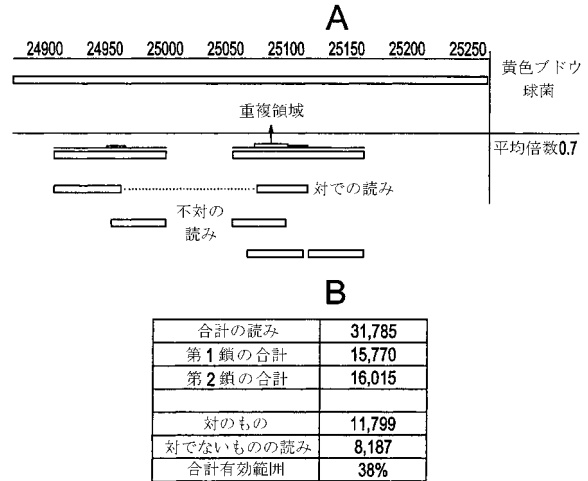 A
24900 24950 25000 25050 25100 25150 25200 25250
黄色ブドウ
球菌
重複領域
平均倍数0.7
対での読み
不対の
読み
B
合計の読み 31,785
第1鎖の合計 15,770
第2鎖の合計 16,015
対のもの 11,799
対でないものの読み 8,187
合計有効範囲 38%